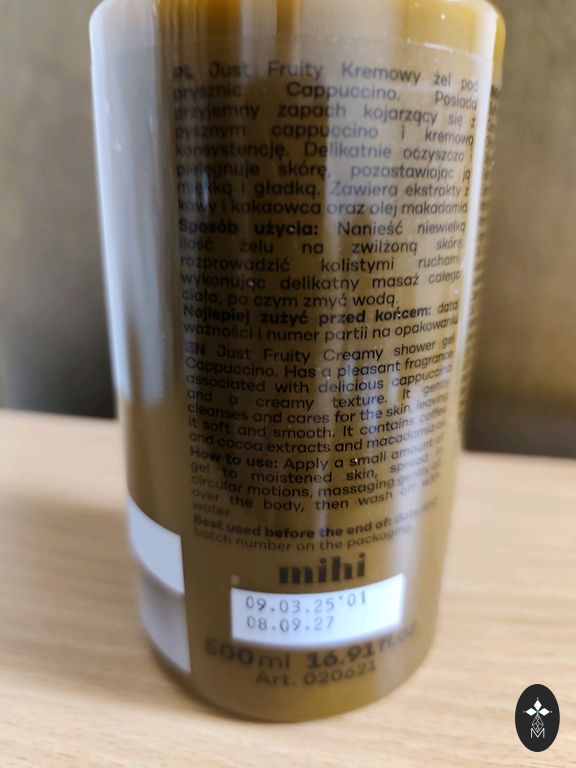 PL Just Fruity Kremowy żel pod
prysznic Cappuccino. Posiada
przyjemny zapach kojarzący się z
pysznym cappuccino i kremową
konsystencję. Delikatnie oczyszcza i
pielęgnuje skórę, pozostawiając ją
miękką i gładką. Zawiera ekstrakty z
kawy i kakaowca oraz olej makadamia.
Sposób użycia: Nanieść niewielką
ilość żelu na zwilżoną skórę,
rozprowadzić kolistymi ruchami,
wykonując delikatny masaż całego
ciała, po czym zmyć wodą.
Najlepiej zużyć przed końcem: data
ważności i numer partii na opakowaniu.
EN Just Fruity Creamy shower gel
Cappuccino. Has a pleasant fragrance
associated with delicious cappuccino
and a creamy texture. It gently
cleanses and cares for the skin, leaving
it soft and smooth. It contains coffee
and cocoa extracts and macadamia oil.
How to use: Apply a small amount of
gel to moistened skin, spread in
circular motions, massaging gently all
over the body, then wash off with
water.
Best used before the end of: date and
batch number on the packaging.
mihi
09.03.25'01
08.09.27
500ml 16.91 fl.oz
Art. 020621
M